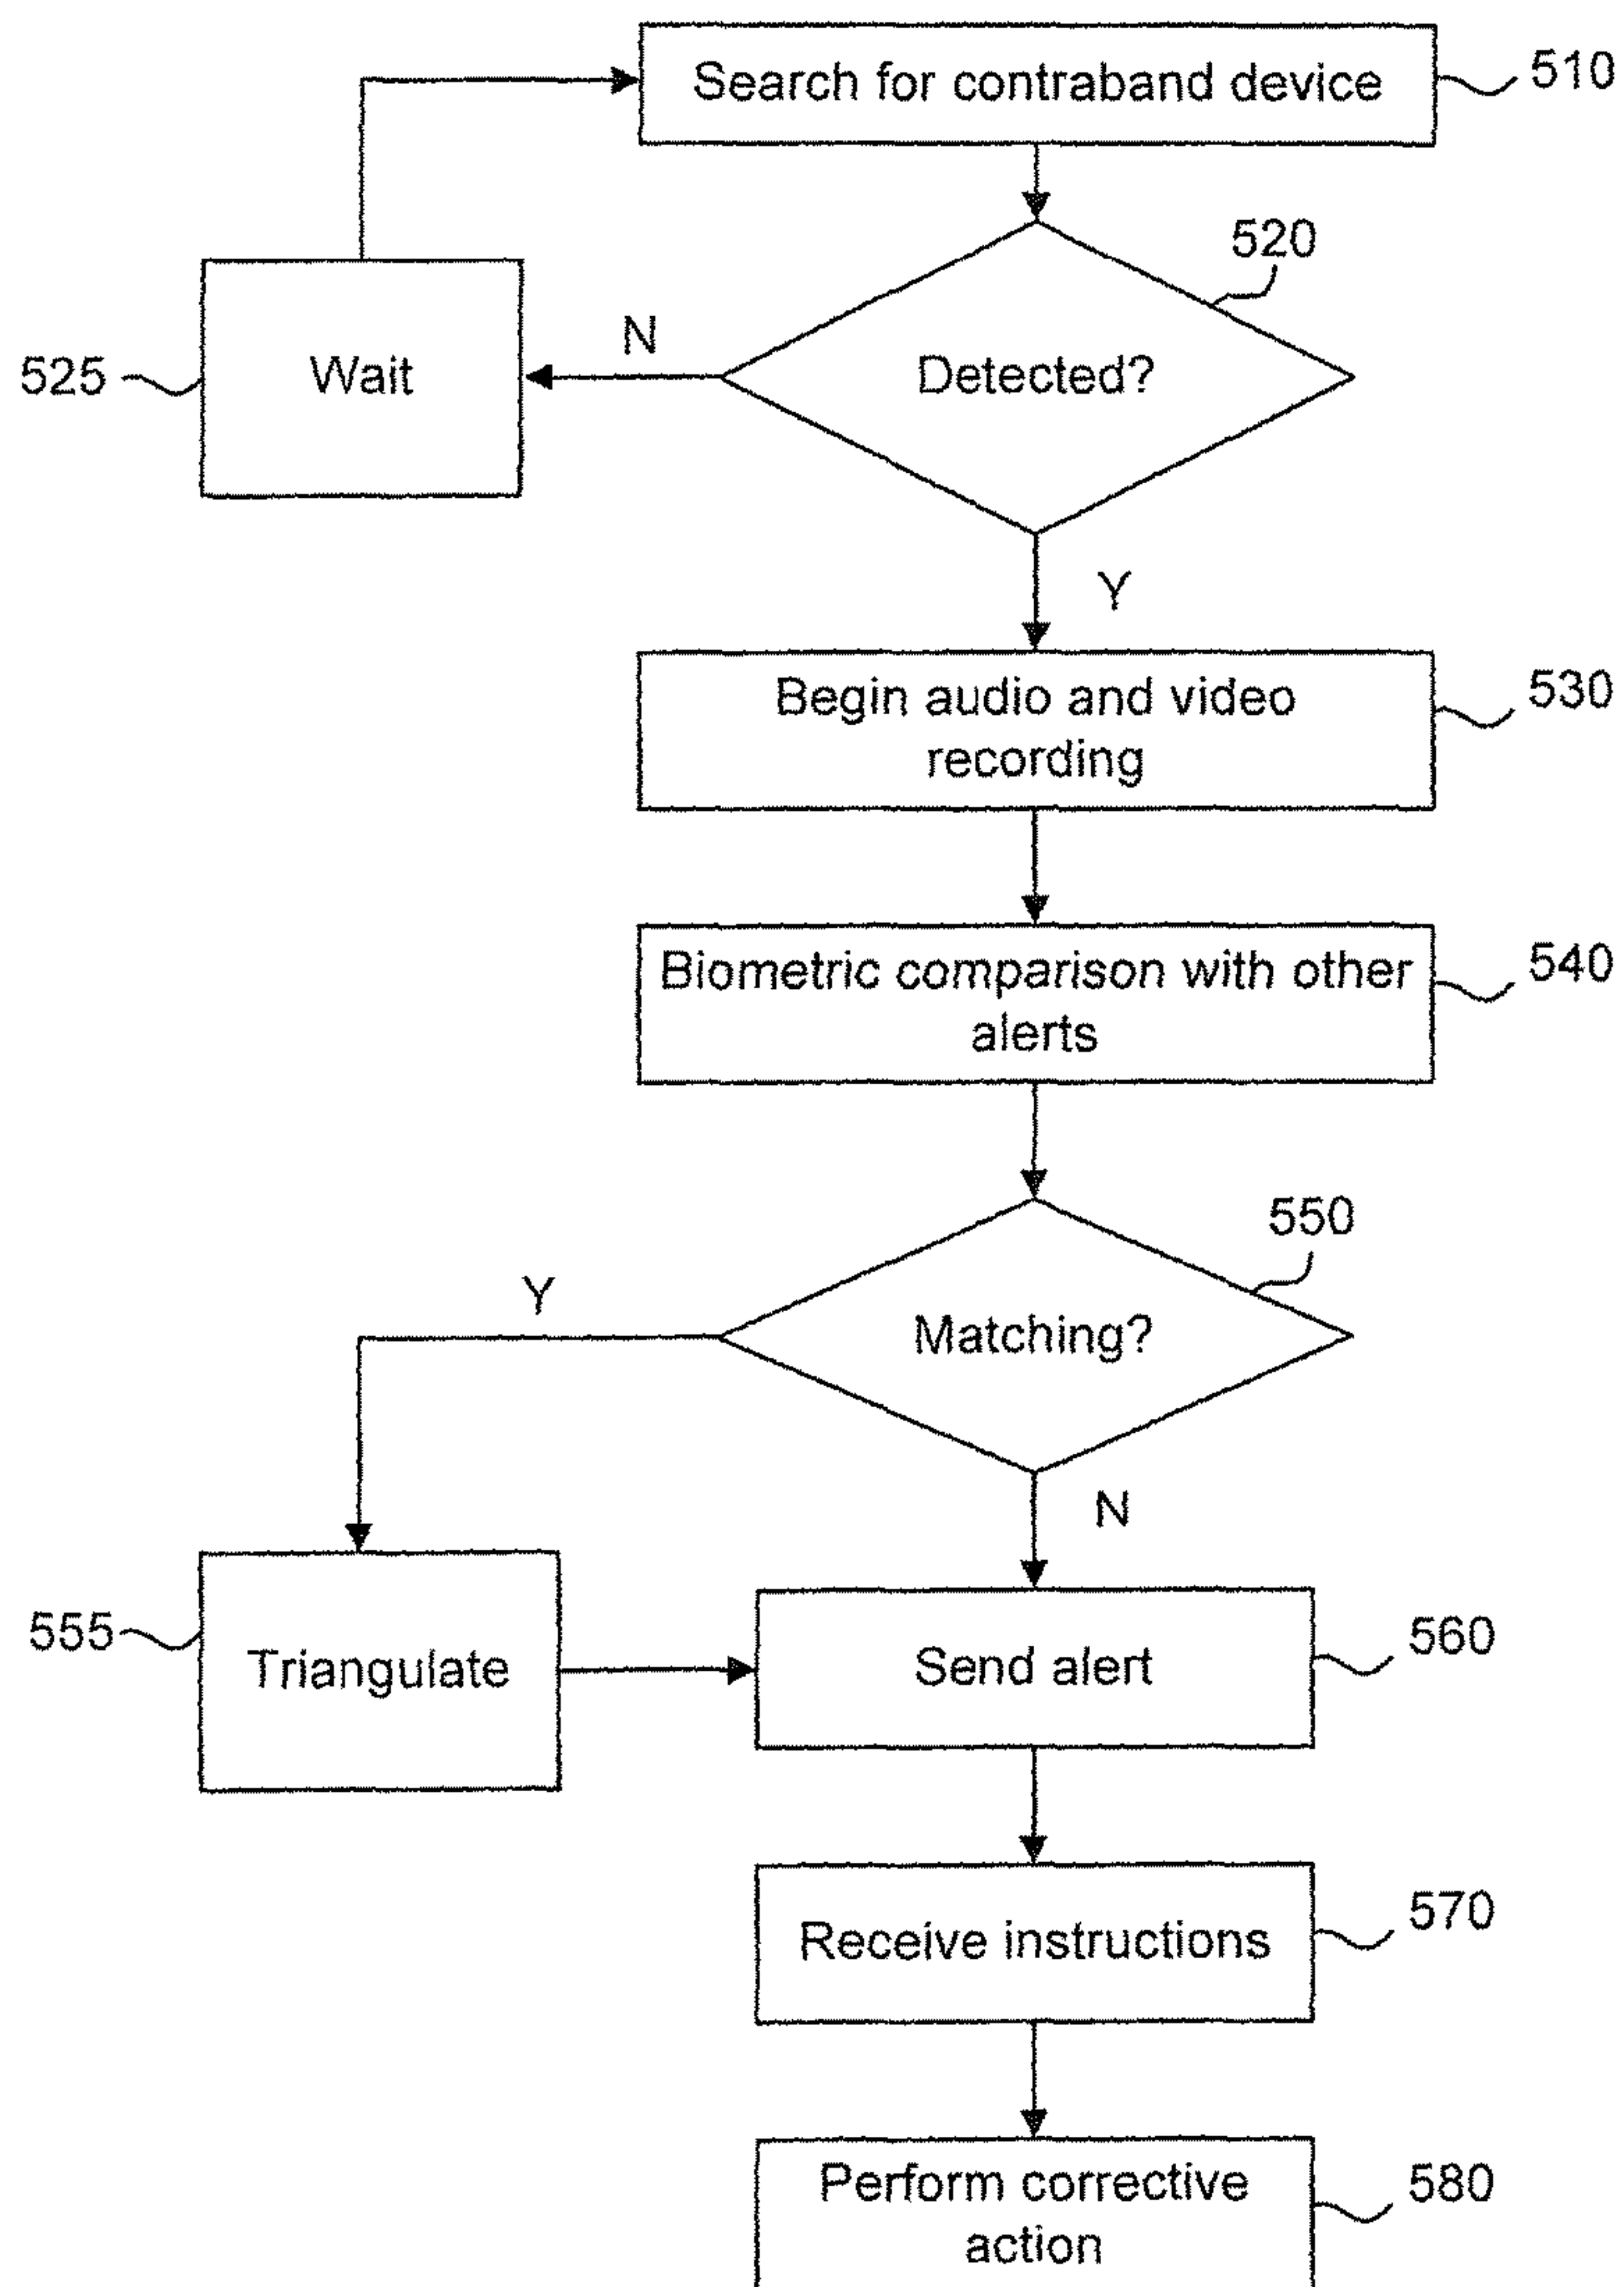 Search for contraband device
510
520
Detected?
N
Wait
525
Y
Begin audio and video
recording
530
Biometric comparison with other
alerts
540
550
Matching?
Y
N
555
Triangulate
Send alert
560
Receive instructions
570
Perform corrective
action
580